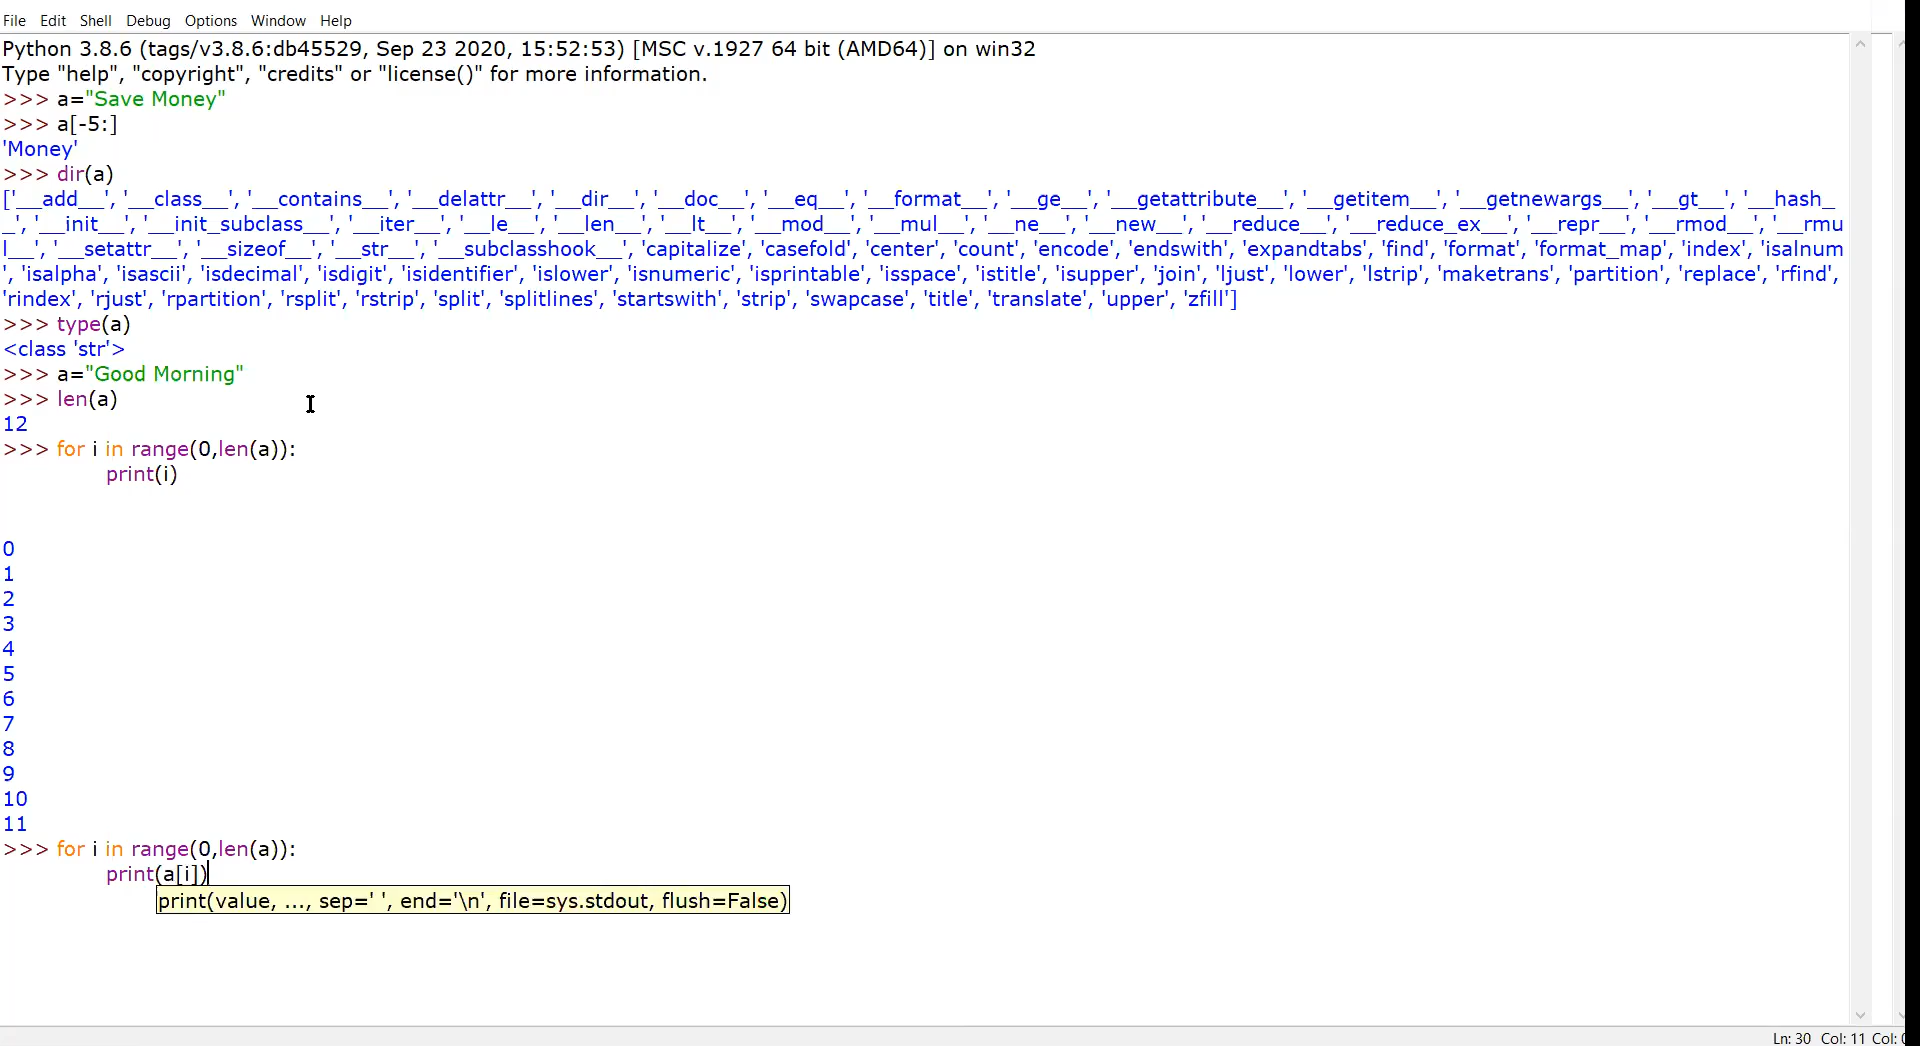 File Edit Shell Debug Options Window Help
Python 3.8.6 (tags/v3.8.6:db45529, Sep 23 2020, 15:52:53) [MSC v.1927 64 bit (AMD64)] on win32
Type "help", "copyright", "credits" or "license()" for more information.
>>> a="Save Money"
>>> a[-5:]
'Money'
>>> dir(a)
['__add__', '__class__', '__contains__', '__delattr__', '__dir__', '__doc__', '__eq__', '__format__', '__ge__', '__getattribute__', '__getitem__', '__getnewargs__', '__gt__', '__hash_
_', '__init__', '__init_subclass__', '__iter__', '__le__', '__len__', '__lt__', '__mod__', '__mul__', '__ne__', '__new__', '__reduce__', '__reduce_ex__', '__repr__', '__rmod__', '__rmu
l__', '__setattr__', '__sizeof__', '__str__', '__subclasshook__', 'capitalize', 'casefold', 'center', 'count', 'encode', 'endswith', 'expandtabs', 'find', 'format', 'format_map', 'index', 'isalnum
', 'isalpha', 'isascii', 'isdecimal', 'isdigit', 'isidentifier', 'islower', 'isnumeric', 'isprintable', 'isspace', 'istitle', 'isupper', 'join', 'ljust', 'lower', 'lstrip', 'maketrans', 'partition', 'replace', 'rfind',
'rindex', 'rjust', 'rpartition', 'rsplit', 'rstrip', 'split', 'splitlines', 'startswith', 'strip', 'swapcase', 'title', 'translate', 'upper', 'zfill']
>>> type(a)
<class 'str'>
>>> a="Good Morning"
>>> len(a)
12
>>> for i in range(0,len(a)):
print(i)
0
1
2
3
4
5
6
7
8
9
10
11
>>> for i in range(0,len(a)):
print(a[i])
print(value, ..., sep=' ', end='\n', file=sys.stdout, flush=False)
Ln: 30 Col: 11 Col: